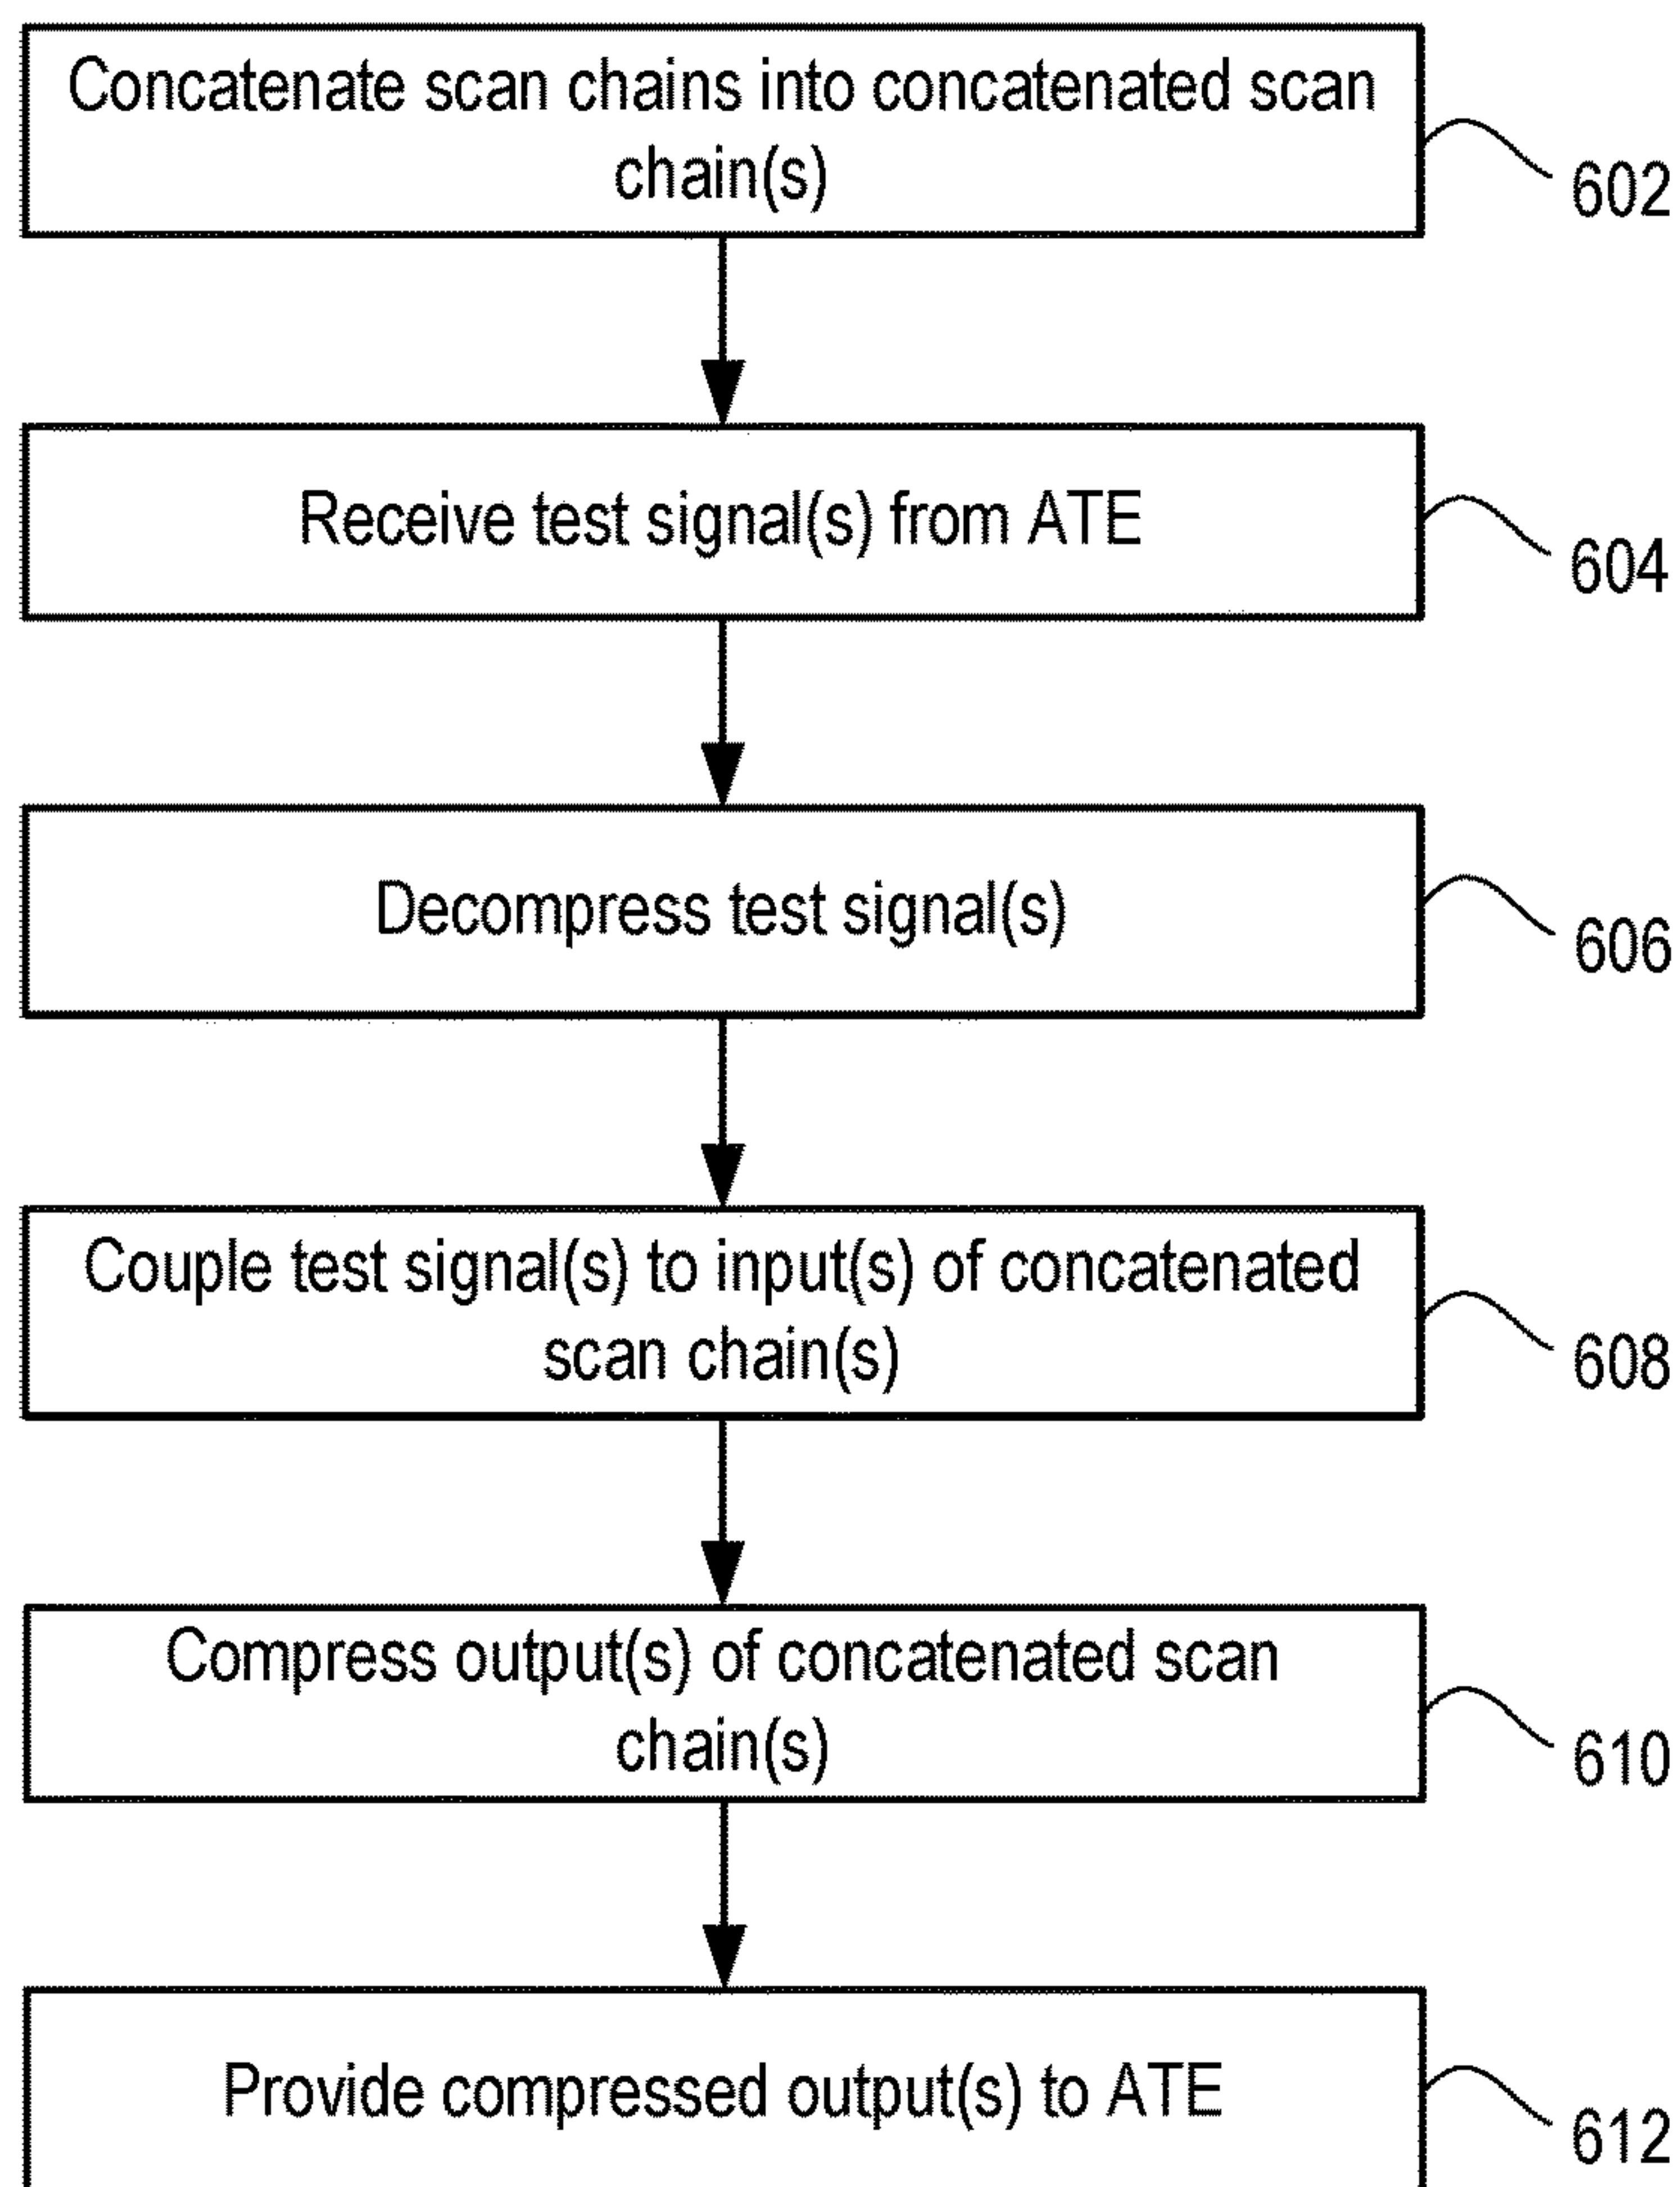 Concatenate scan chains into concatenated scan
chain(s)
602
Receive test signal(s) from ATE
604
Decompress test signal(s)
606
Couple test signal(s) to input(s) of concatenated
scan chain(s)
608
Compress output(s) of concatenated scan
chain(s)
610
Provide compressed output(s) to ATE
612